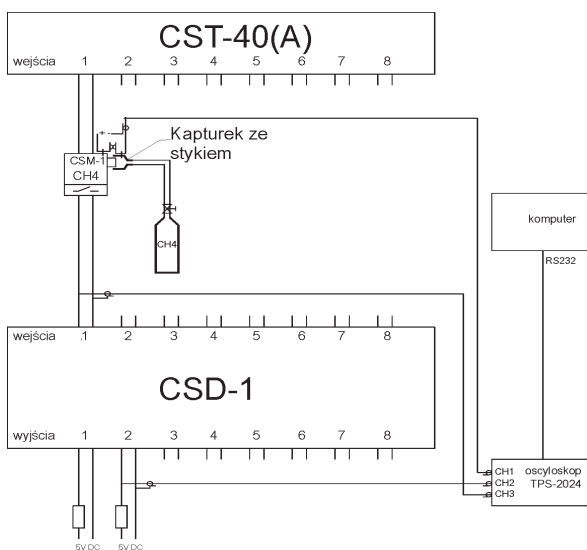 CST-40(A)
wejścia 1 2 3 4 5 6 7 8
Kapturek ze
stykiem
CSM-1
CH4
CH4
komputer
RS232
wejścia .1 2 3 4 5 6 7 8
CSD-1
wyjścia 1 2 3 4 5 6 7 8
CH1 oscyloskop
CH2 TPS-2024
CH3
5V DC 5V DC